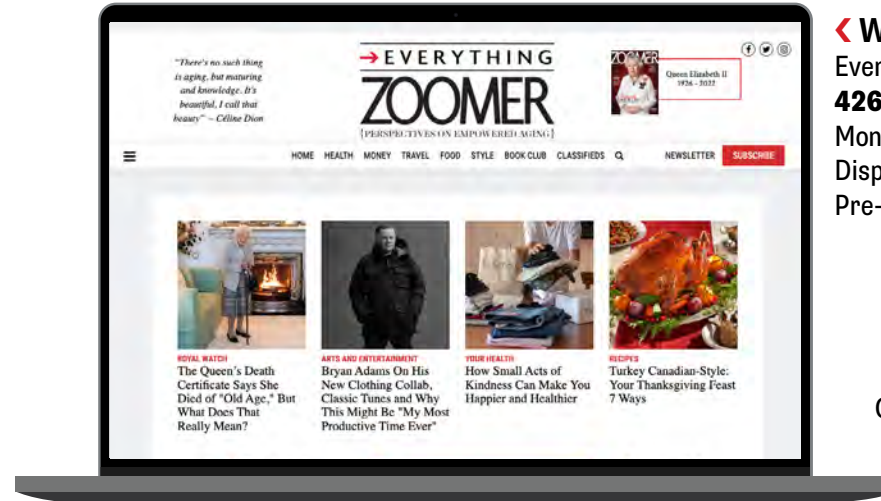 "There's no such thing
is aging, but maturing
and knowledge. It's
beautiful, I call that
beauty" – Céline Dion
→EVERYTHING
ZOOMER
{PERSPECTIVES ON EMPOWERED AGING}
ZOOMER
Queen Elizabeth II
1926 - 2022
HOME HEALTH MONEY TRAVEL FOOD STYLE BOOK CLUB CLASSIFIEDS NEWSLETTER SUBSCRIBE
ROYAL WATCH
The Queen's Death
Certificate Says She
Died of "Old Age," But
What Does That
Really Mean?
ARTS AND ENTERTAINMENT
Bryan Adams On His
New Clothing Collab,
Classic Tunes and Why
This Might Be "My Most
Productive Time Ever"
YOUR HEALTH
How Small Acts of
Kindness Can Make You
Happier and Healthier
RECIPES
Turkey Canadian-Style:
Your Thanksgiving Feast
7 Ways
W
Ever
426
Mon
Disp
Pre-